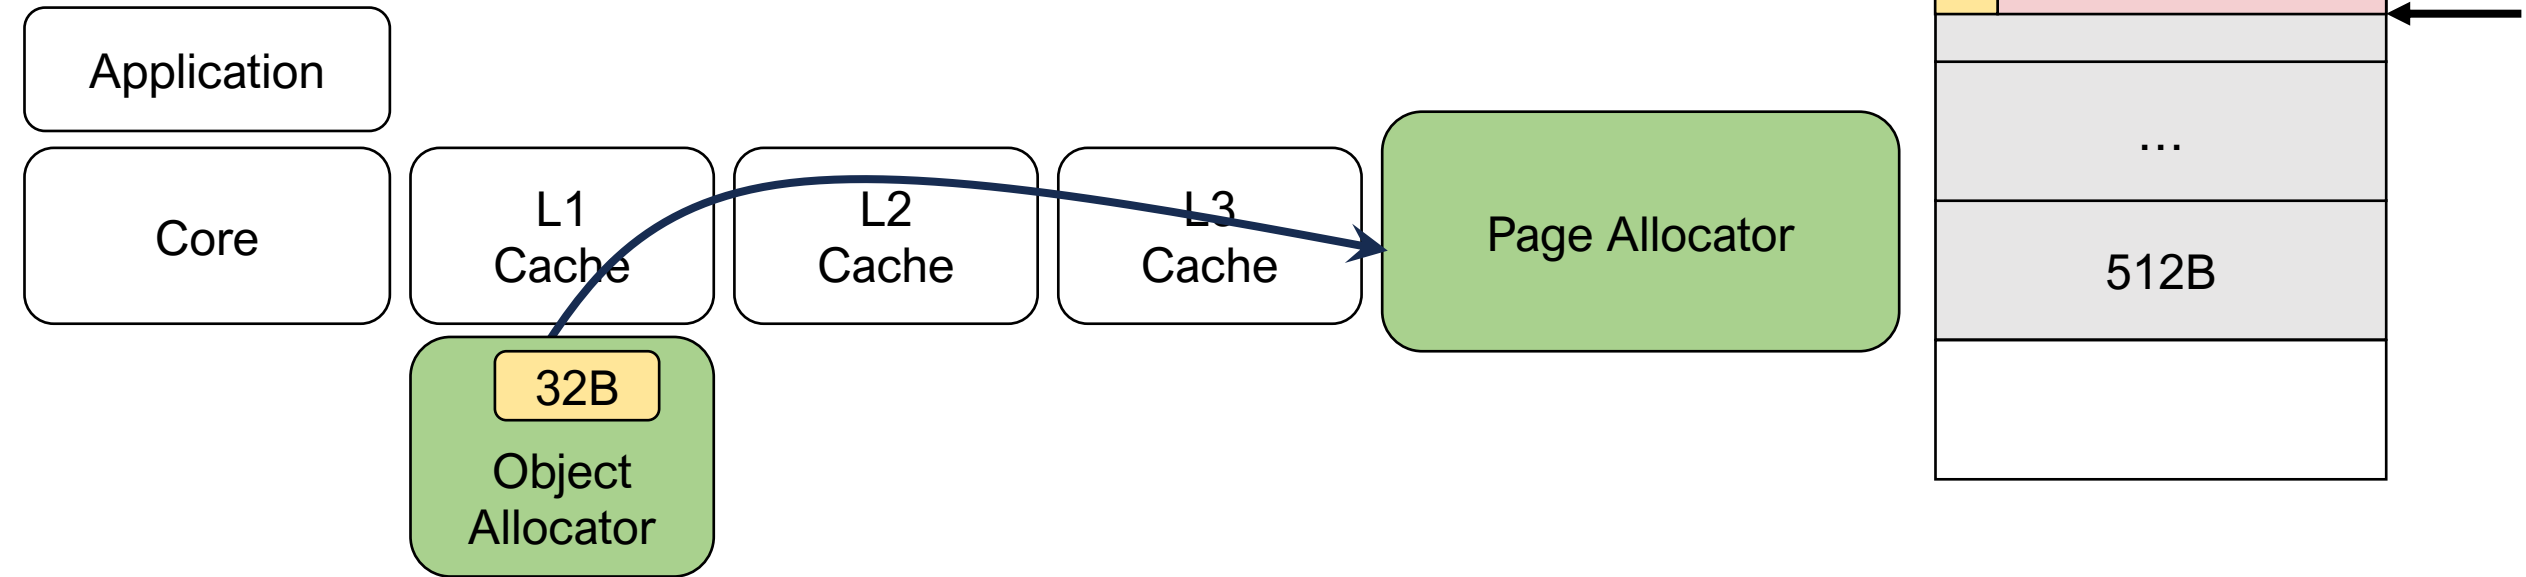 Application
Core
L1
Cache
L2
Cache
L3
Cache
Page Allocator
32B
Object
Allocator
...
512B